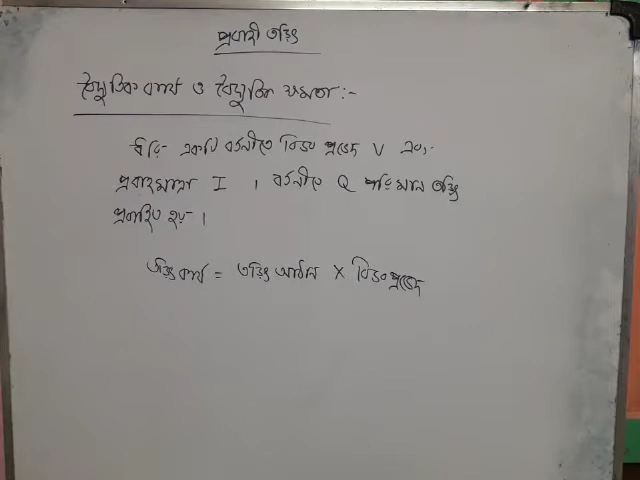 প্রবাহী তড়িৎ
বৈদ্যুতিক কার্য ও বৈদ্যুতিক ক্ষমতা :-
ধরি একটি বর্তনীতে বিভব প্রভেদ V এবং
প্রবাহমাত্রা I । বর্তনীতে Q পরিমান তড়িৎ
প্রবাহিত হয় ।
তড়িৎ কার্য = তড়িৎ আধান × বিভব প্রভেদ